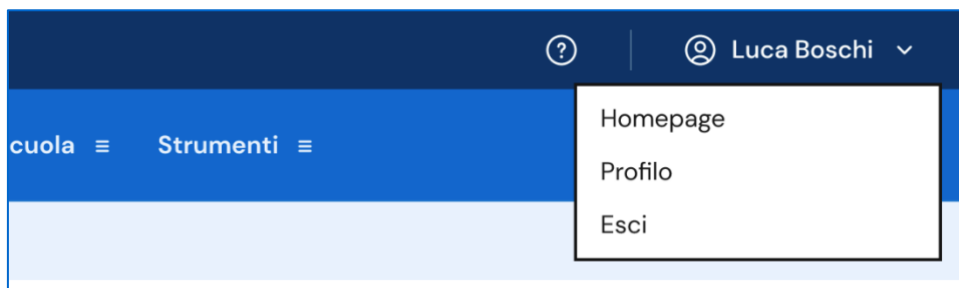 ? Luca Boschi
cuola Strumenti
Homepage
Profilo
Esci